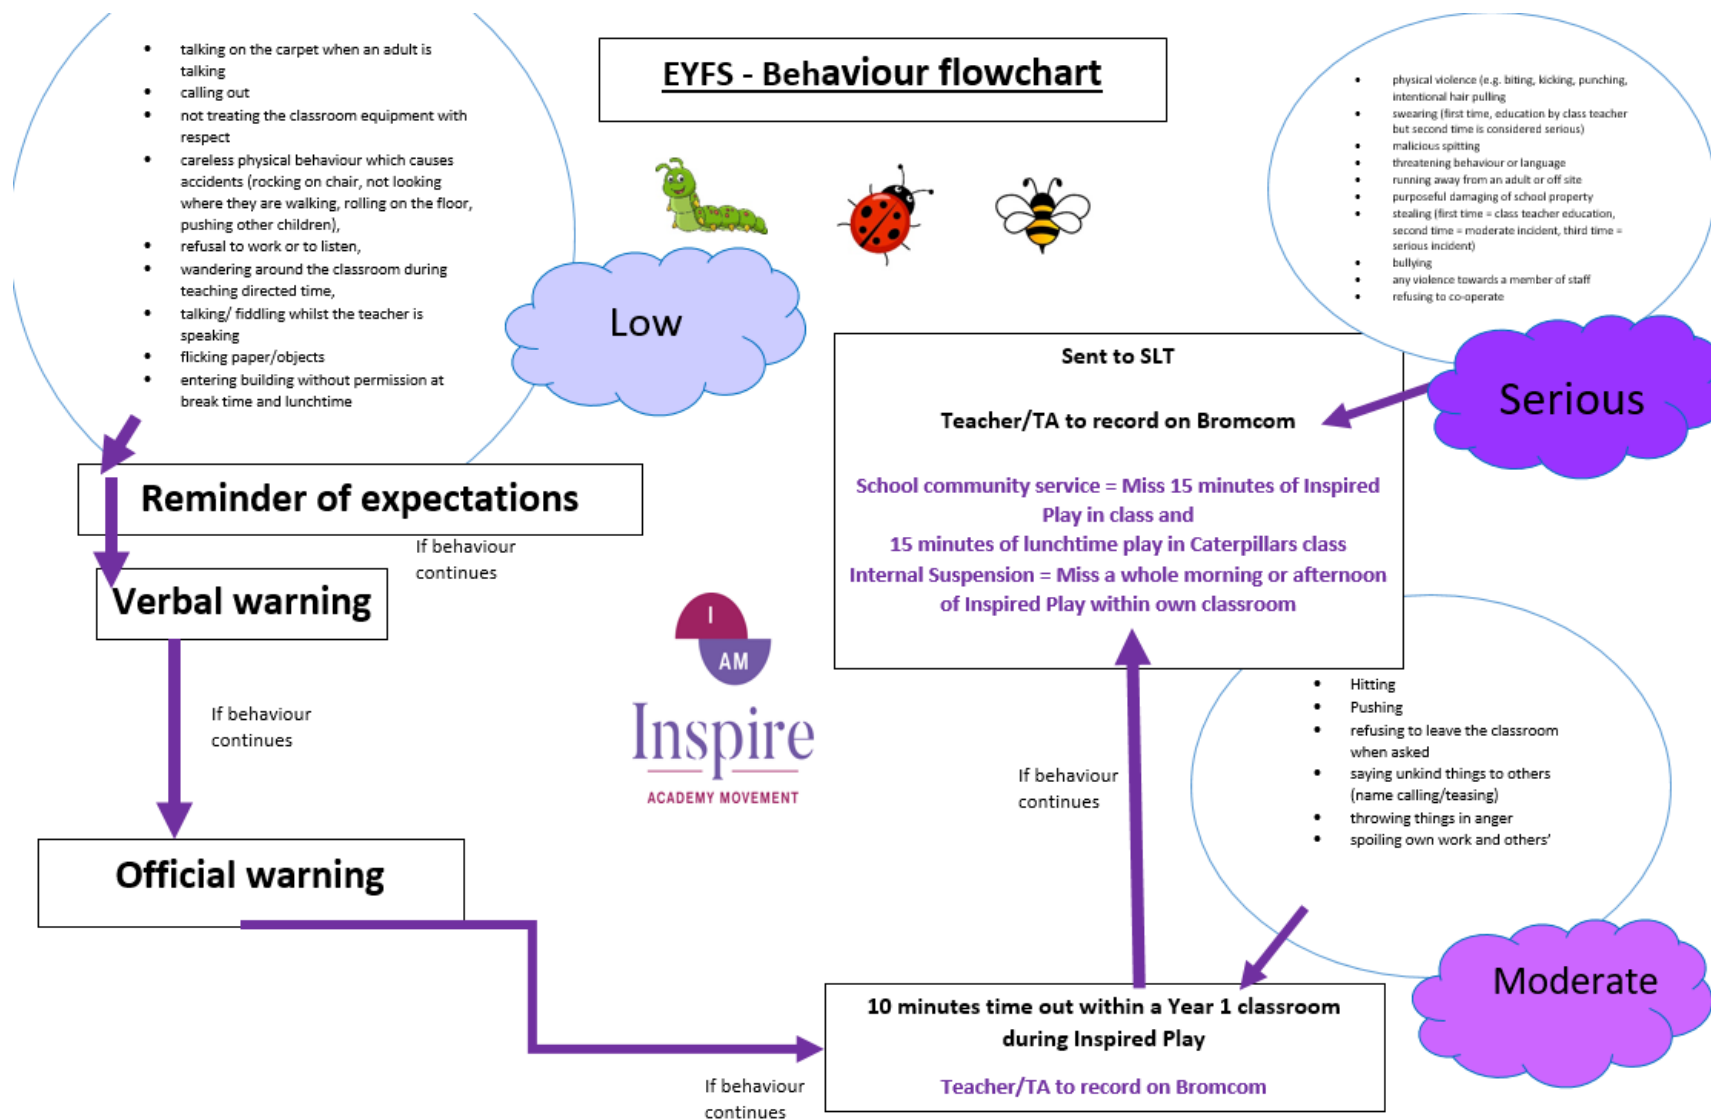 EYFS - Behaviour flowchart
talking on the carpet when an adult is
talking
calling out
not treating the classroom equipment with
respect
careless physical behaviour which causes
accidents (rocking on chair, not looking
where they are walking, rolling on the floor,
pushing other children),
refusal to work or to listen,
wandering around the classroom during
teaching directed time,
talking/ fiddling whilst the teacher is
speaking
flicking paper/objects
entering building without permission at
break time and lunchtime
Low
Reminder of expectations
If behaviour
continues
Verbal warning
If behaviour
continues
Official warning
If behaviour
continues
I
AM
Inspire
ACADEMY MOVEMENT
physical violence (e.g. biting, kicking, punching,
intentional hair pulling
swearing (first time, education by class teacher
but second time is considered serious)
malicious spitting
threatening behaviour or language
running away from an adult or off site
purposeful damaging of school property
stealing (first time = class teacher education,
second time = moderate incident, third time =
serious incident)
bullying
any violence towards a member of staff
refusing to co-operate
Serious
Sent to SLT
Teacher/TA to record on Bromcom
School community service = Miss 15 minutes of Inspired
Play in class and
15 minutes of lunchtime play in Caterpillars class
Internal Suspension = Miss a whole morning or afternoon
of Inspired Play within own classroom
If behaviour
continues
Hitting
Pushing
refusing to leave the classroom
when asked
saying unkind things to others
(name calling/teasing)
throwing things in anger
spoiling own work and others’
Moderate
10 minutes time out within a Year 1 classroom
during Inspired Play
Teacher/TA to record on Bromcom